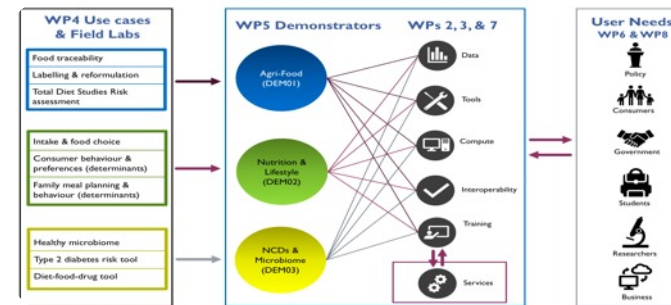 WP4 Use cases
& Field Labs
Food traceability
Labelling & reformulation
Total Diet Studies Risk
assessment
Intake & food choice
Consumer behaviour &
preferences (determinants)
Family meal planning &
behaviour (determinants)
Healthy microbiome
Type 2 diabetes risk tool
Diet-food-drug tool
WP5 Demonstrators
Agri-Food
(DEM01)
Nutrition &
Lifestyle
(DEM02)
NCDs &
Microbiome
(DEM03)
WPs 2, 3, & 7
Data
Tools
Compute
Interoperability
Training
Services
User Needs
WP6 & WP8
Policy
Consumers
Government
Students
Researchers
Business